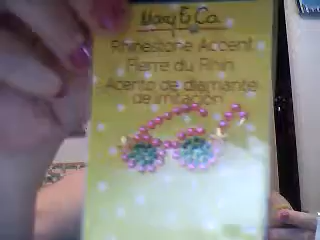 Mary & Co.
Rhinestone Accent
Pierre du Rhin
Acento de diamante
de imitación